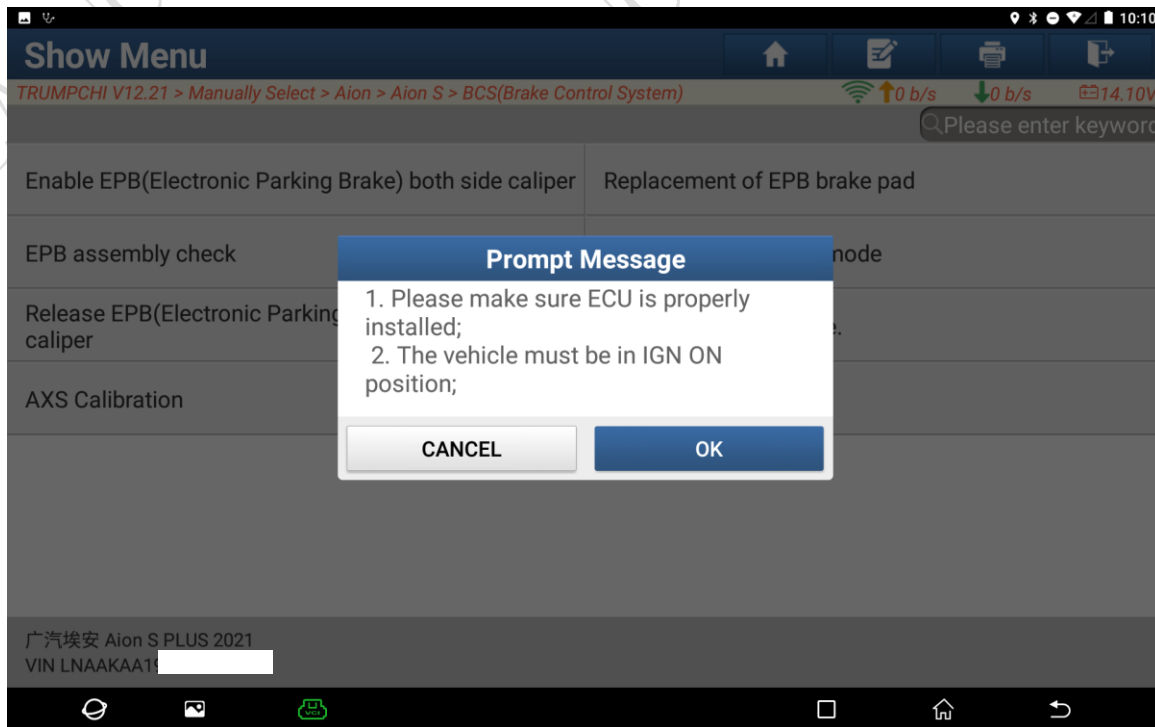 10:10
Show Menu
TRUMPCHI V12.21 > Manually Select > Aion > Aion S > BCS(Brake Control System)
0 b/s
0 b/s
14.10V
Please enter keyword
Enable EPB(Electronic Parking Brake) both side caliper
Replacement of EPB brake pad
EPB assembly check
mode
Release EPB(Electronic Parking
caliper
AXS Calibration
Prompt Message
1. Please make sure ECU is properly
installed;
2. The vehicle must be in IGN ON
position;
CANCEL
OK
广汽埃安 Aion S PLUS 2021
VIN LNAAKAA19
VCI